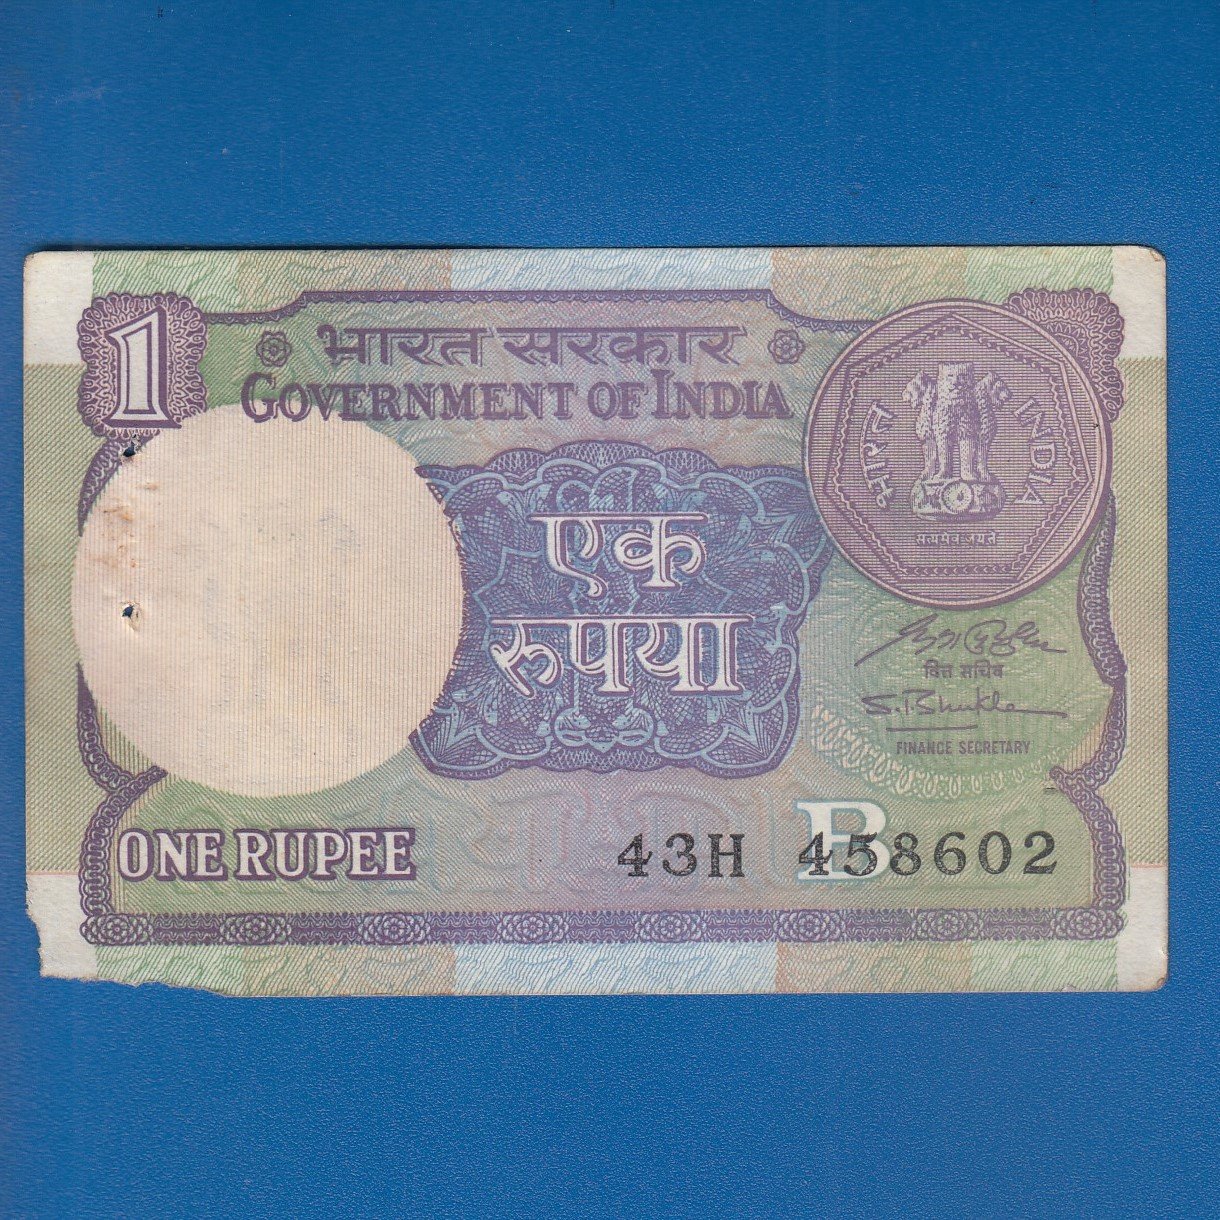 1
भारत सरकार
GOVERNMENT OF INDIA
भारत
INDIA
सत्यमेव जयते
एक
रुपया
वित्त सचिव
FINANCE SECRETARY
B
ONE RUPEE
43H 458602